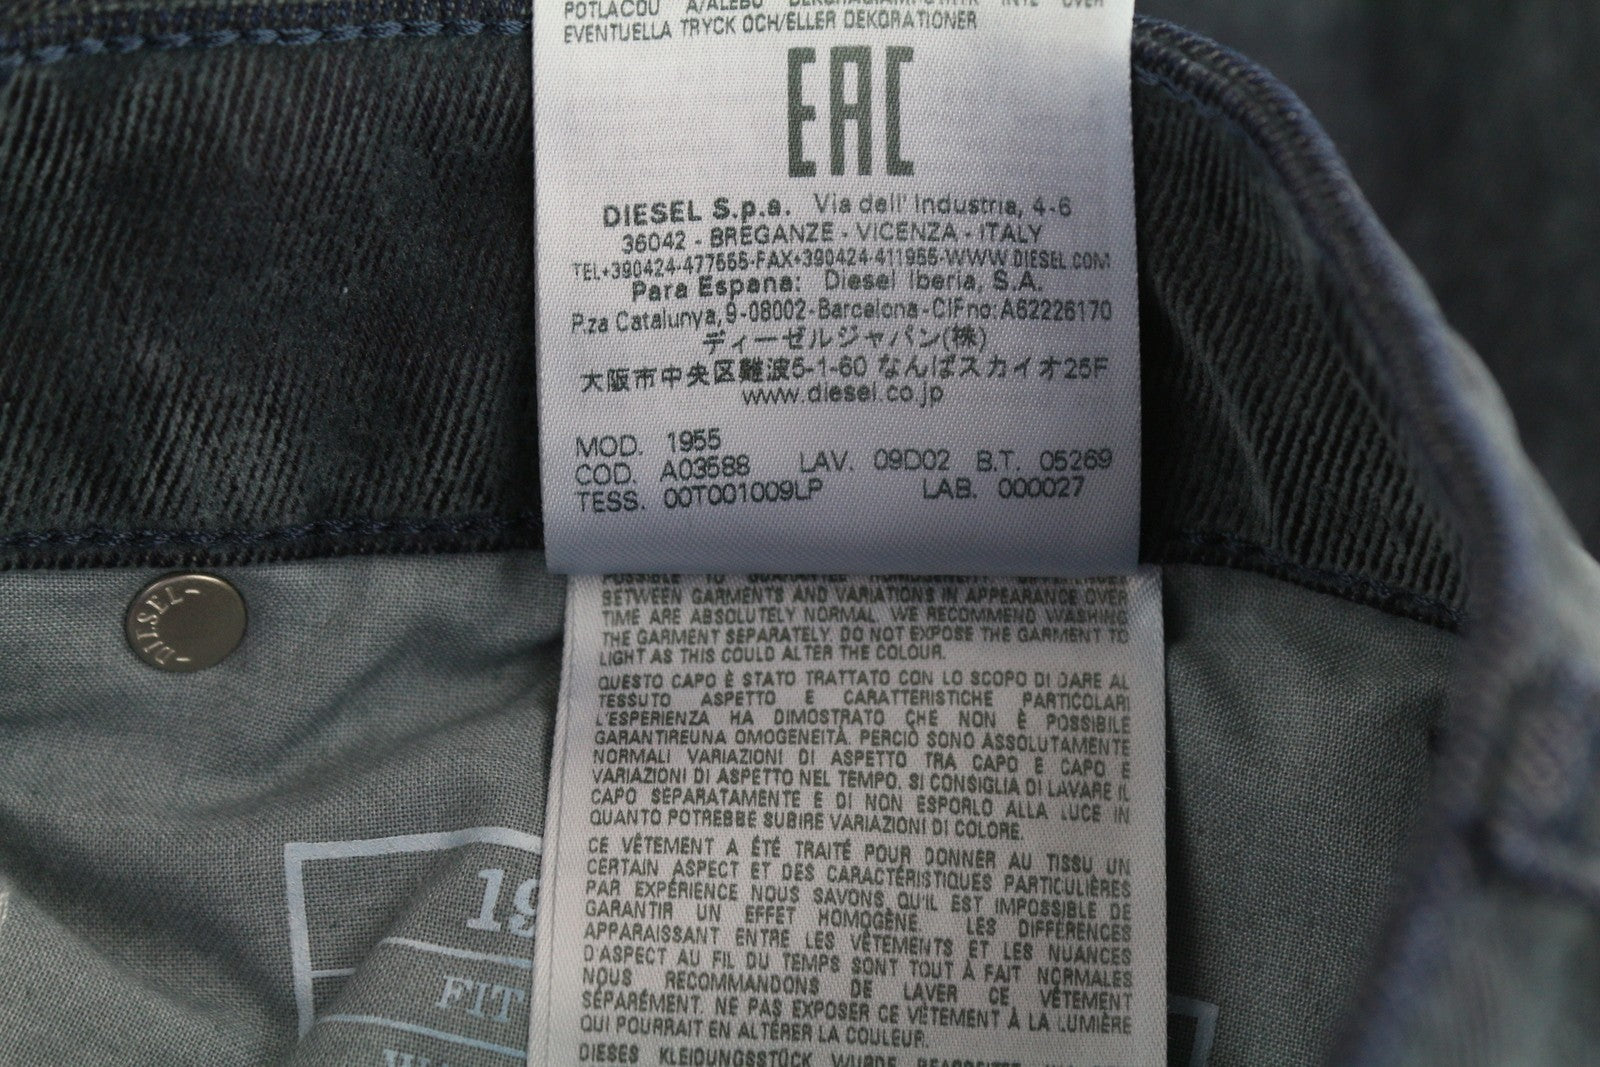 EVENTUELLA TRYCK OCH/ELLER DEKORATIONER
EAC
DIESEL S.p.a. Via dell' Industria, 4-6
36042 - BREGANZE - VICENZA - ITALY
TEL+390424-477555-FAX+390424-411955-WWW.DIESEL.COM
Para Espana: Diesel Iberia, S.A.
P.za Catalunya, 9-08002-Barcelona-CIFno:A62226170
ディーゼルジャパン(株)
大阪市中央区難波5-1-60 なんばスカイオ25F
www.diesel.co.jp
MOD. 1955
COD. A03588 LAV. 09D02 B.T. 05269
TESS. 00T001009LP LAB. 000027
POSSIBLE TO GUARANTEE HOMOGENEITY. DIFFERENCES
BETWEEN GARMENTS AND VARIATIONS IN APPEARANCE OVER
TIME ARE ABSOLUTELY NORMAL. WE RECOMMEND WASHING
THE GARMENT SEPARATELY. DO NOT EXPOSE THE GARMENT TO
LIGHT AS THIS COULD ALTER THE COLOUR.
QUESTO CAPO È STATO TRATTATO CON LO SCOPO DI DARE AL
TESSUTO ASPETTO E CARATTERISTICHE PARTICOLARI
L'ESPERIENZA HA DIMOSTRATO CHE NON È POSSIBILE
GARANTIREUNA OMOGENEITÀ. PERCIÒ SONO ASSOLUTAMENTE
NORMALI VARIAZIONI DI ASPETTO TRA CAPO E CAPO E
VARIAZIONI DI ASPETTO NEL TEMPO. SI CONSIGLIA DI LAVARE IL
CAPO SEPARATAMENTE E DI NON ESPORLO ALLA LUCE IN
QUANTO POTREBBE SUBIRE VARIAZIONI DI COLORE.
CE VÊTEMENT A ÉTÉ TRAITÉ POUR DONNER AU TISSU UN
CERTAIN ASPECT ET DES CARACTÉRISTIQUES PARTICULIÈRES
PAR EXPÉRIENCE NOUS SAVONS QU'IL EST IMPOSSIBLE DE
GARANTIR UN EFFET HOMOGÈNE. LES DIFFÉRENCES
APPARAISSANT ENTRE LES VÊTEMENTS ET LES NUANCES
D'ASPECT AU FIL DU TEMPS SONT TOUT À FAIT NORMALES
NOUS RECOMMANDONS DE LAVER CE VÊTEMENT
SÉPARÉMENT. NE PAS EXPOSER CE VÊTEMENT À LA LUMIÈRE
QUI POURRAIT EN ALTÉRER LA COULEUR.
DIESES KLEIDUNGSSTÜCK WURDE
DIESEL
19
FIT